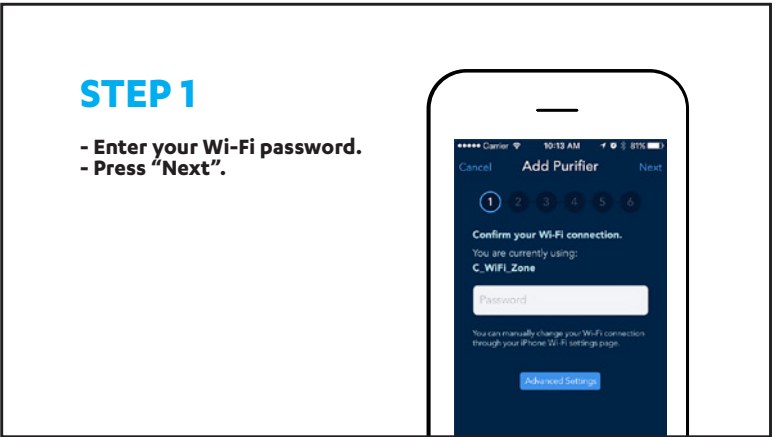 STEP 1
- Enter your Wi-Fi password.
- Press “Next”.
••••• Carrier 10:13 AM 81%
Cancel Add Purifier Next
1 2 3 4 5 6
Confirm your Wi-Fi connection.
You are currently using:
C_WiFi_Zone
Password
You can manually change your Wi-Fi connection
through your iPhone Wi-Fi settings page.
Advanced Settings